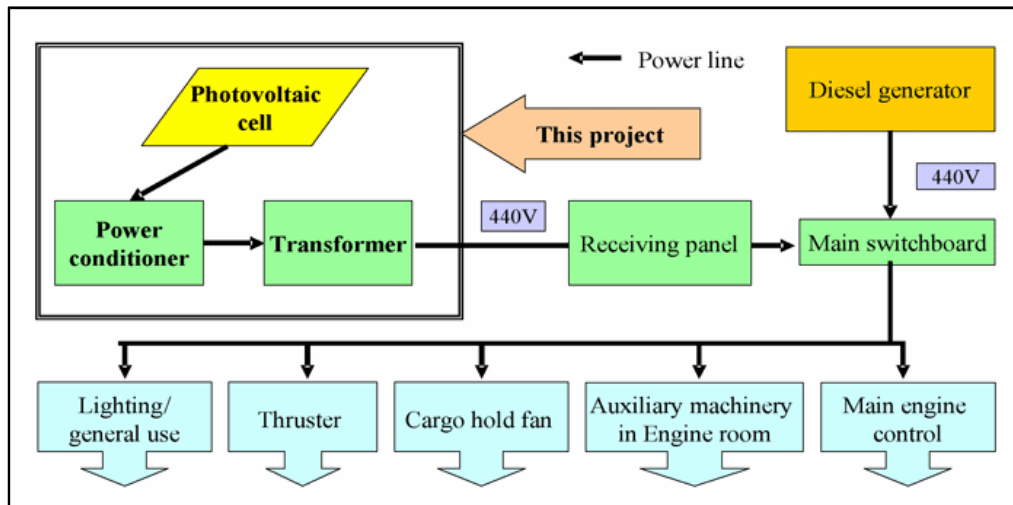 Photovoltaic
cell
Power line
Diesel generator
This project
440V
440V
Power
conditioner
Transformer
Receiving panel
Main switchboard
Lighting/
general use
Thruster
Cargo hold fan
Auxiliary machinery
in Engine room
Main engine
control